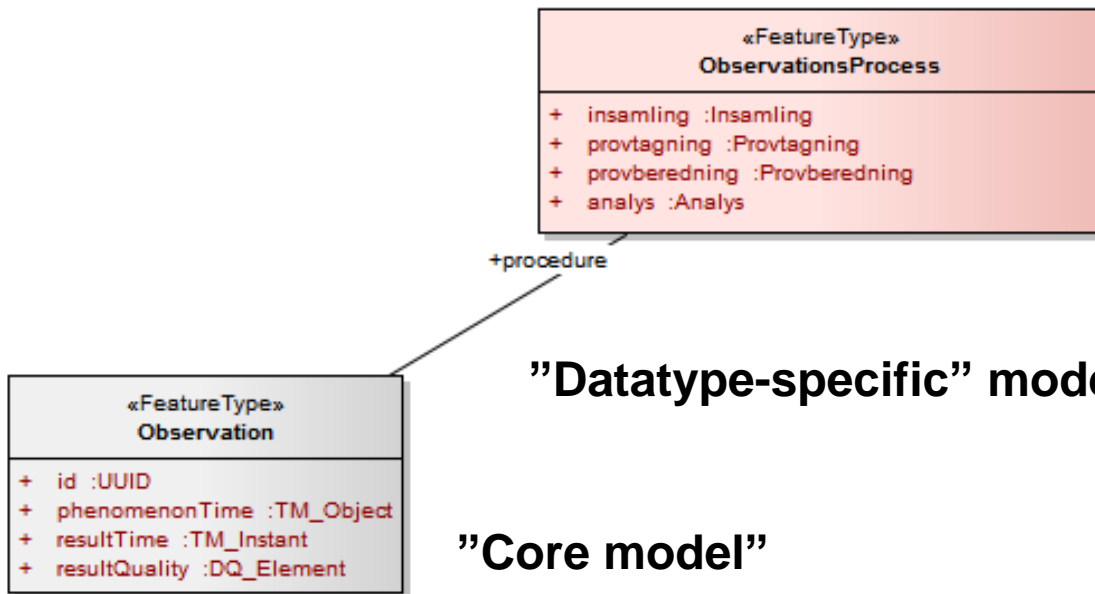 «FeatureType»
ObservationsProcess
+ insamling :Insamling
+ provtagning :Provtagning
+ provberedning :Provberedning
+ analys :Analys
+procedure
”Datatype-specific” mode
«FeatureType»
Observation
+ id :UUID
+ phenomenonTime :TM_Object
+ resultTime :TM_Instant
+ resultQuality :DQ_Element
”Core model”